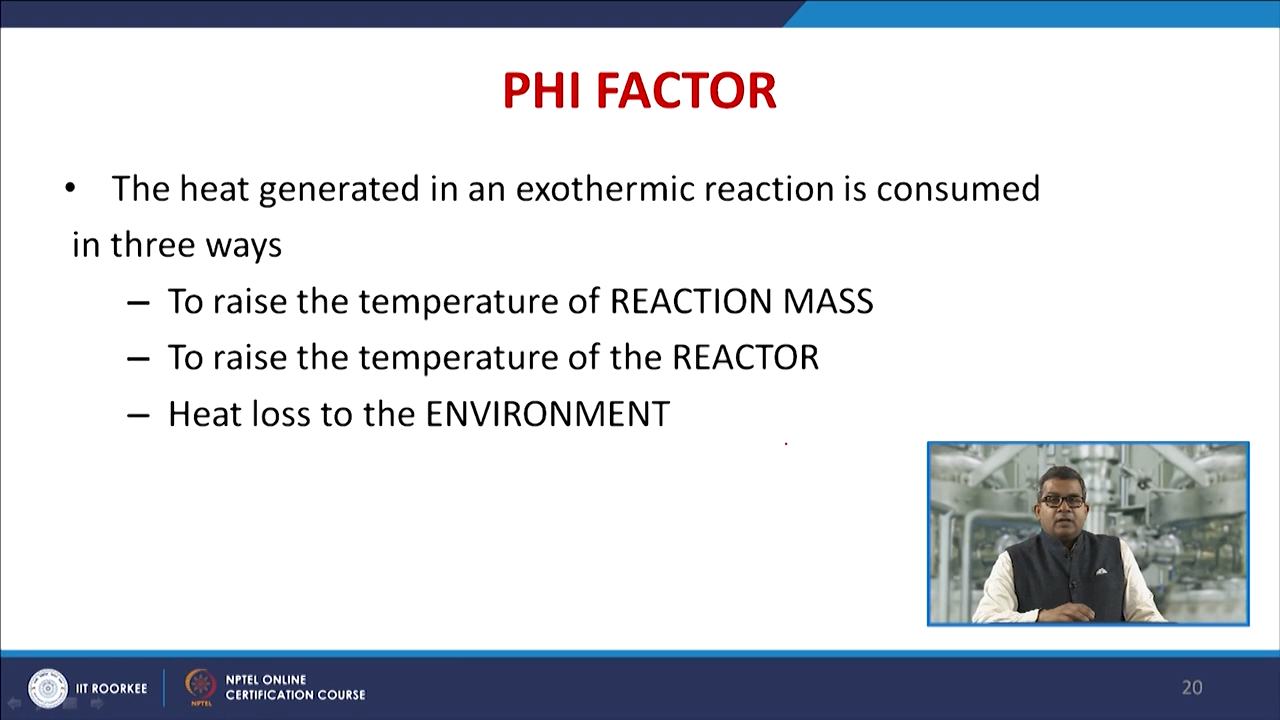 PHI FACTOR
• The heat generated in an exothermic reaction is consumed
in three ways
– To raise the temperature of REACTION MASS
– To raise the temperature of the REACTOR
– Heat loss to the ENVIRONMENT
IIT ROORKEE
NPTEL
NPTEL ONLINE
CERTIFICATION COURSE
20